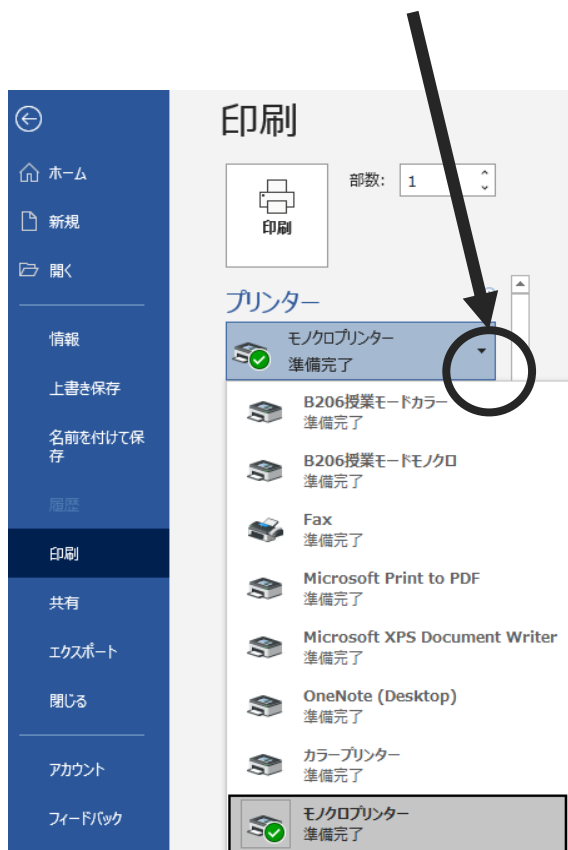 印刷
ホーム
新規
開く
情報
上書き保存
名前を付けて保
存
履歴
印刷
共有
エクスポート
閉じる
アカウント
フィードバック
印刷
部数: 1
プリンター
モノクロプリンター
準備完了
B206授業モードカラー
準備完了
B206授業モードモノクロ
準備完了
Fax
準備完了
Microsoft Print to PDF
準備完了
Microsoft XPS Document Writer
準備完了
OneNote (Desktop)
準備完了
カラープリンター
準備完了
モノクロプリンター
準備完了